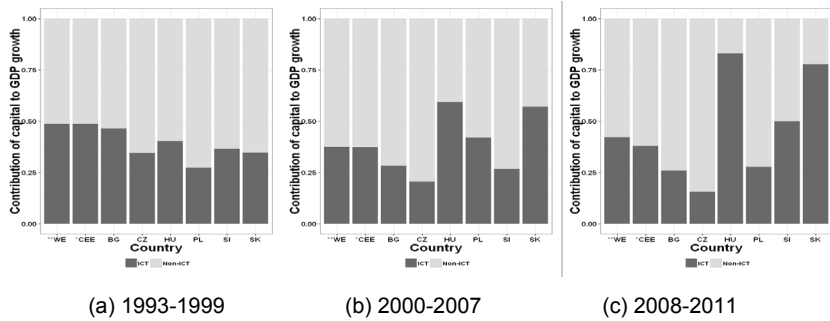 Contribution of capital to GDP growth
1.00
0.75
0.50
0.25
0.00
**WE *CEE BG CZ HU PL SI SK
Country
ICT Non-ICT
(a) 1993-1999
Contribution of capital to GDP growth
1.00
0.75
0.50
0.25
0.00
**WE *CEE BG CZ HU PL SI SK
Country
ICT Non-ICT
(b) 2000-2007
Contribution of capital to GDP growth
1.00
0.75
0.50
0.25
0.00
**WE *CEE BG CZ HU PL SI SK
Country
ICT Non-ICT
(c) 2008-2011